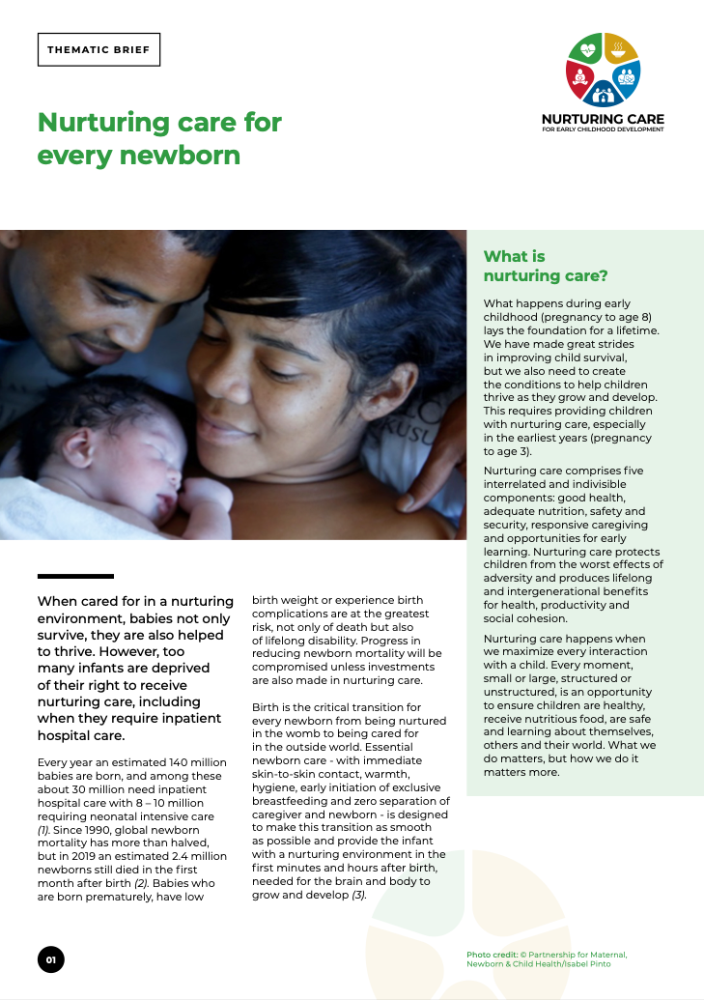 THEMATIC BRIEF
NURTURING CARE
FOR EARLY CHILDHOOD DEVELOPMENT
Nurturing care for
every newborn
KUSU
When cared for in a nurturing
environment, babies not only
survive, they are also helped
to thrive. However, too
many infants are deprived
of their right to receive
nurturing care, including
when they require inpatient
hospital care.
Every year an estimated 140 million
babies are born, and among these
about 30 million need inpatient
hospital care with 8 – 10 million
requiring neonatal intensive care
(1). Since 1990, global newborn
mortality has more than halved,
but in 2019 an estimated 2.4 million
newborns still died in the first
month after birth (2). Babies who
are born prematurely, have low
birth weight or experience birth
complications are at the greatest
risk, not only of death but also
of lifelong disability. Progress in
reducing newborn mortality will be
compromised unless investments
are also made in nurturing care.
Birth is the critical transition for
every newborn from being nurtured
in the womb to being cared for
in the outside world. Essential
newborn care - with immediate
skin-to-skin contact, warmth,
hygiene, early initiation of exclusive
breastfeeding and zero separation of
caregiver and newborn - is designed
to make this transition as smooth
as possible and provide the infant
with a nurturing environment in the
first minutes and hours after birth,
needed for the brain and body to
grow and develop (3).
What is
nurturing care?
What happens during early
childhood (pregnancy to age 8)
lays the foundation for a lifetime.
We have made great strides
in improving child survival,
but we also need to create
the conditions to help children
thrive as they grow and develop.
This requires providing children
with nurturing care, especially
in the earliest years (pregnancy
to age 3).
Nurturing care comprises five
interrelated and indivisible
components: good health,
adequate nutrition, safety and
security, responsive caregiving
and opportunities for early
learning. Nurturing care protects
children from the worst effects of
adversity and produces lifelong
and intergenerational benefits
for health, productivity and
social cohesion.
Nurturing care happens when
we maximize every interaction
with a child. Every moment,
small or large, structured or
unstructured, is an opportunity
to ensure children are healthy,
receive nutritious food, are safe
and learning about themselves,
others and their world. What we
do matters, but how we do it
matters more.
01
Photo credit: © Partnership for Maternal,
Newborn & Child Health/Isabel Pinto